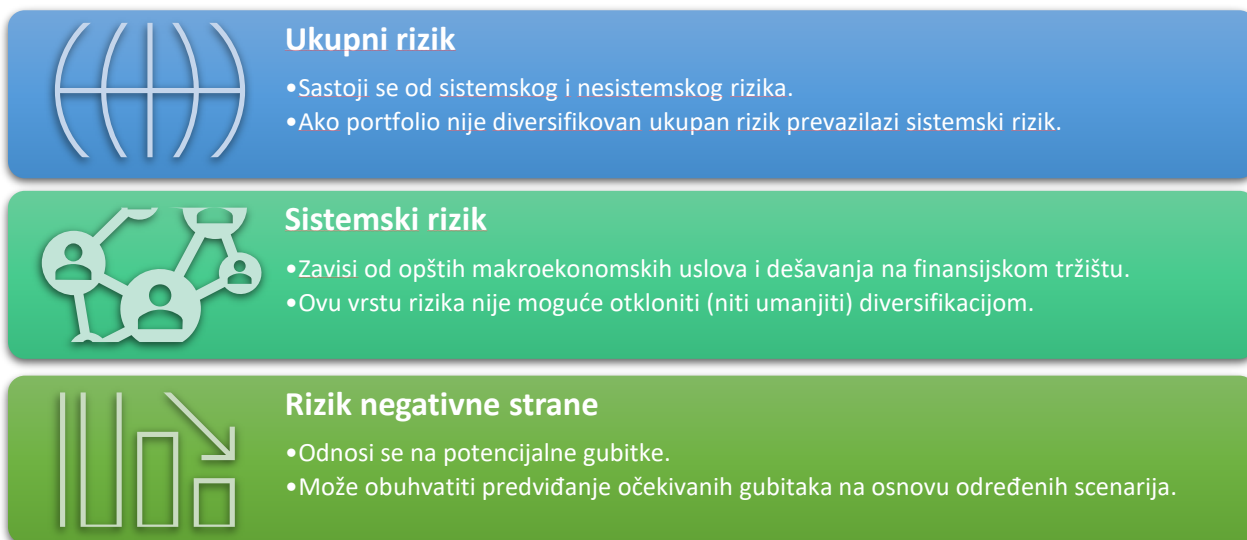 Ukupni rizik
•Sastoji se od sistemskog i nesistemskog rizika.
•Ako portfolio nije diversifikovan ukupan rizik prevazilazi sistemski rizik.
Sistemski rizik
•Zavisi od opštih makroekonomskih uslova i dešavanja na finansijskom tržištu.
•Ovu vrstu rizika nije moguće otkloniti (niti umanjiti) diversifikacijom.
Rizik negativne strane
•Odnosi se na potencijalne gubitke.
•Može obuhvatiti predviđanje očekivanih gubitaka na osnovu određenih scenarija.